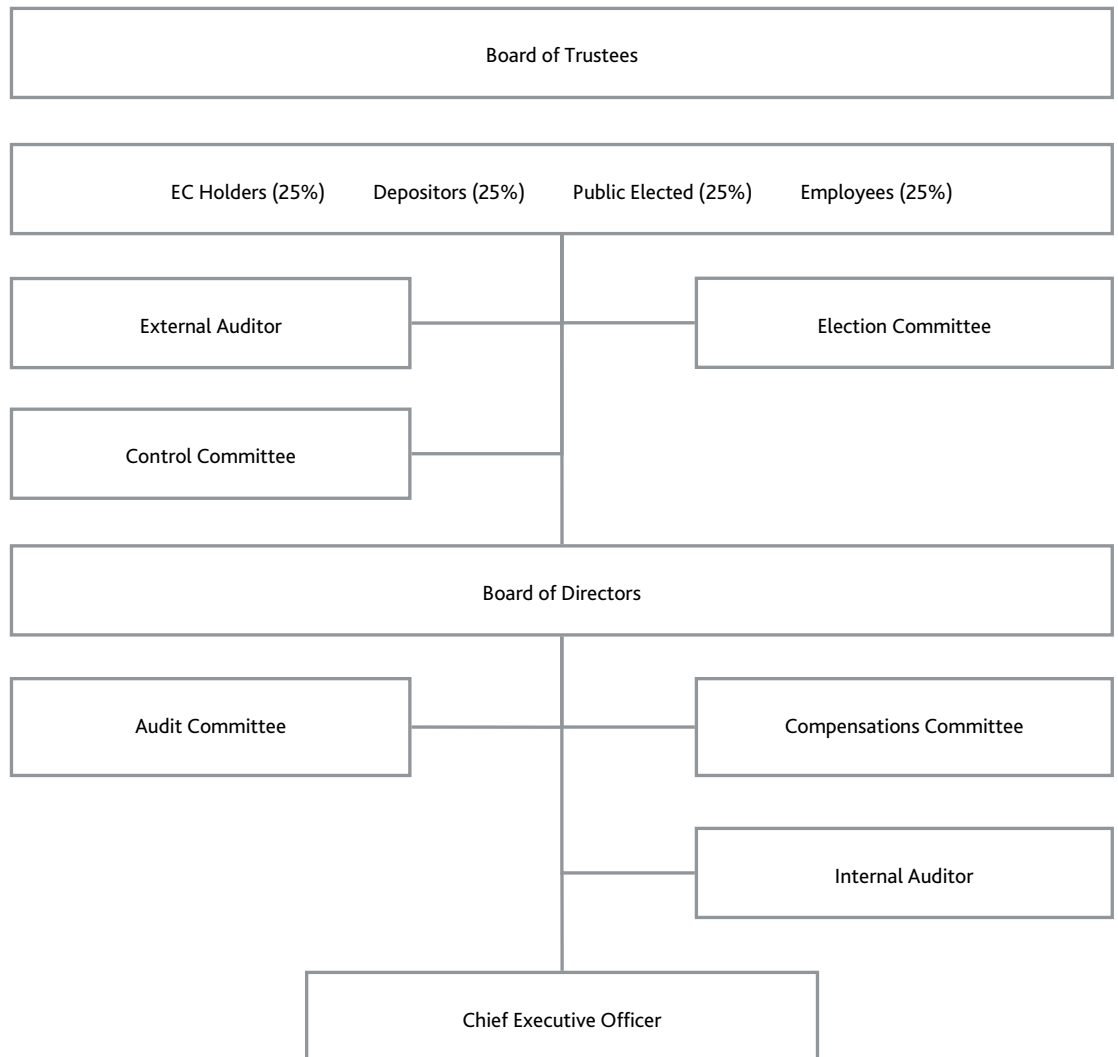 Board of Trustees
EC Holders (25%) Depositors (25%) Public Elected (25%) Employees (25%)
External Auditor
Election Committee
Control Committee
Board of Directors
Audit Committee
Compensations Committee
Internal Auditor
Chief Executive Officer